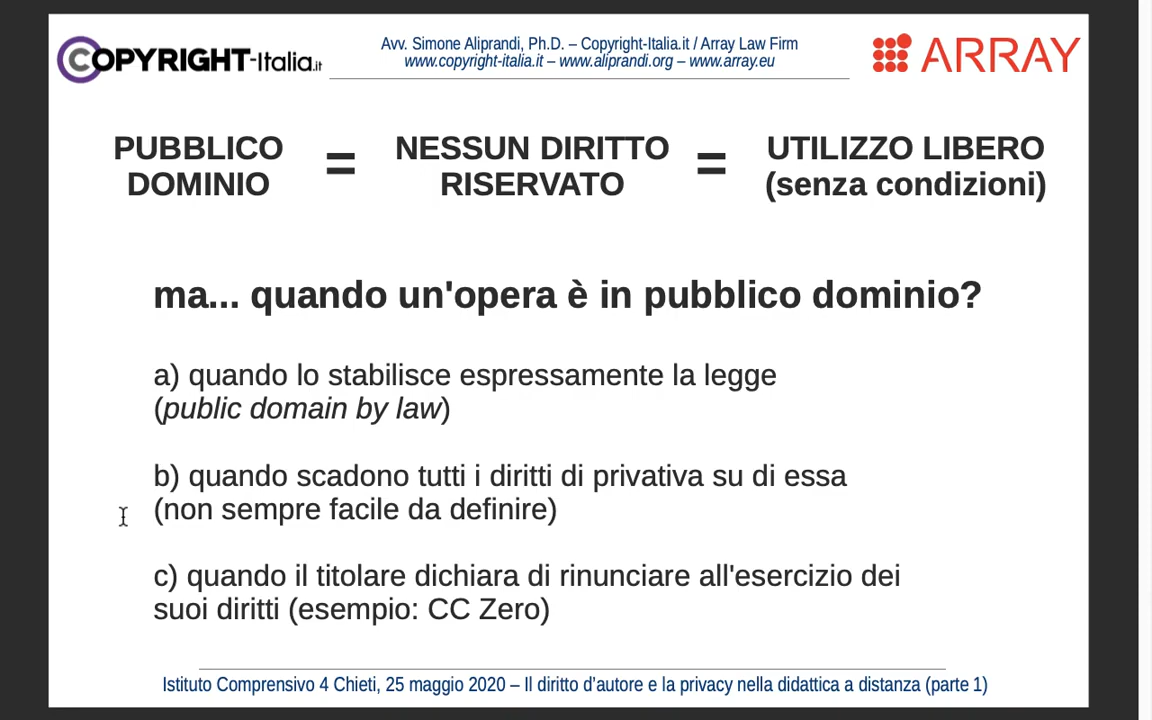 COPYRIGHT-Italia.it
Avv. Simone Aliprandi, Ph.D. – Copyright-Italia.it / Array Law Firm
www.copyright-italia.it – www.aliprandi.org – www.array.eu
ARRAY
PUBBLICO DOMINIO = NESSUN DIRITTO RISERVATO = UTILIZZO LIBERO (senza condizioni)
ma... quando un'opera è in pubblico dominio?
a) quando lo stabilisce espressamente la legge
(public domain by law)
b) quando scadono tutti i diritti di privativa su di essa
(non sempre facile da definire)
c) quando il titolare dichiara di rinunciare all'esercizio dei
suoi diritti (esempio: CC Zero)
Istituto Comprensivo 4 Chieti, 25 maggio 2020 – Il diritto d'autore e la privacy nella didattica a distanza (parte 1)